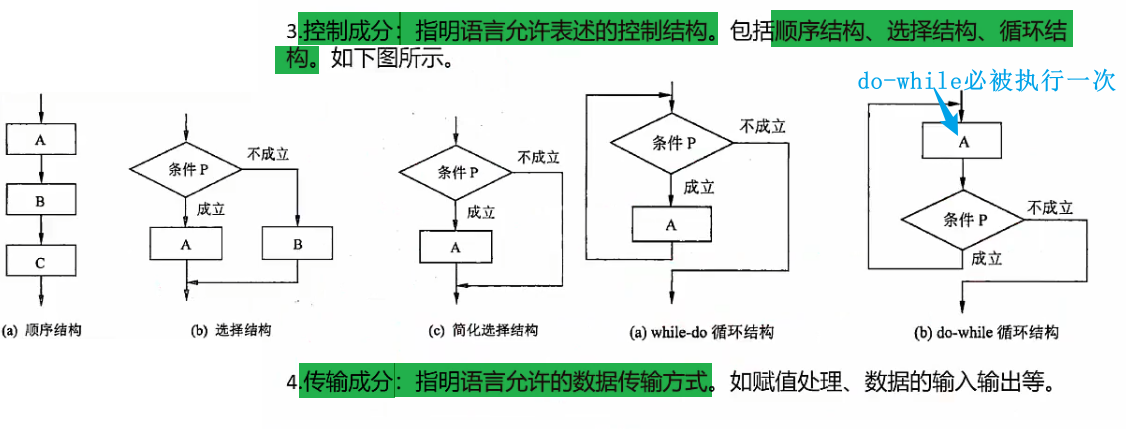 3.控制成分：指明语言允许表述的控制结构。包括顺序结构、选择结构、循环结
构。如下图所示。
do-while必被执行一次
A
B
C
(a) 顺序结构
条件 P
不成立
成立
A
B
(b) 选择结构
条件 P
不成立
成立
A
(c) 简化选择结构
条件 P
不成立
成立
A
(a) while-do 循环结构
A
条件 P
不成立
成立
(b) do-while 循环结构
4.传输成分：指明语言允许的数据传输方式。如赋值处理、数据的输入输出等。